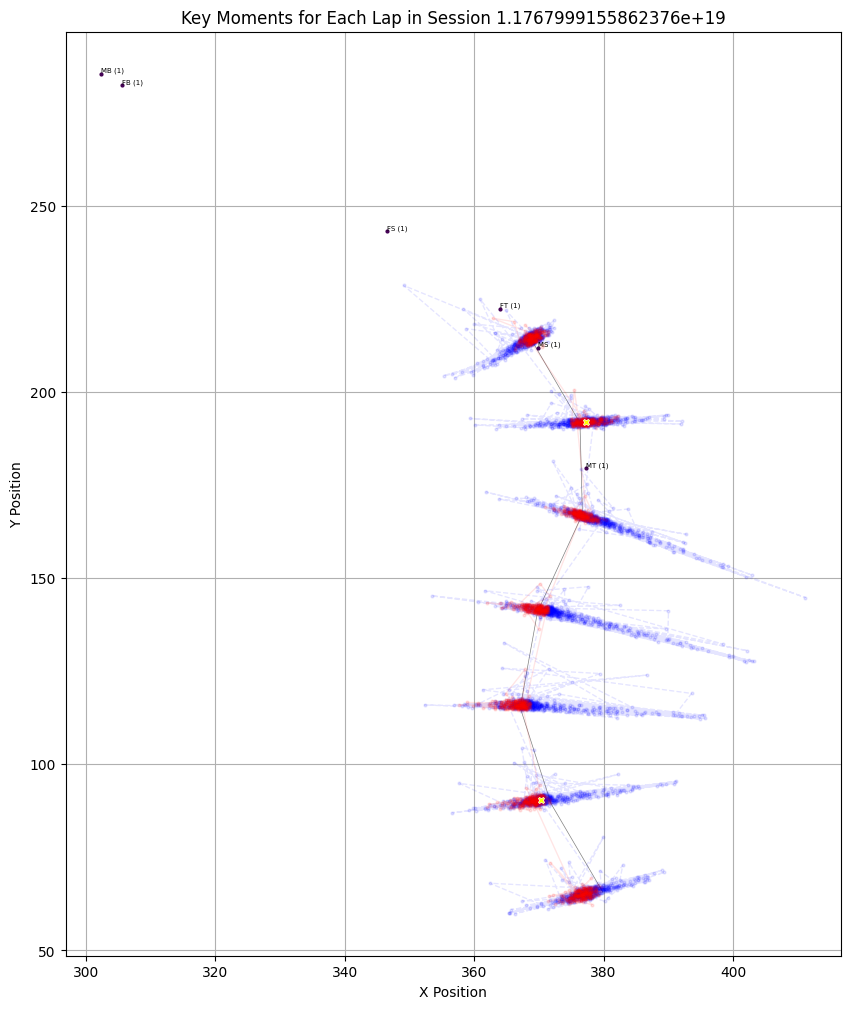 Key Moments for Each Lap in Session 1.1767999155862376e+19
MB (1)
FB (1)
250
FS (1)
FT (1)
MS (1)
200
MT (1)
150
100
50
Y Position
300 320 340 360 380 400
X Position